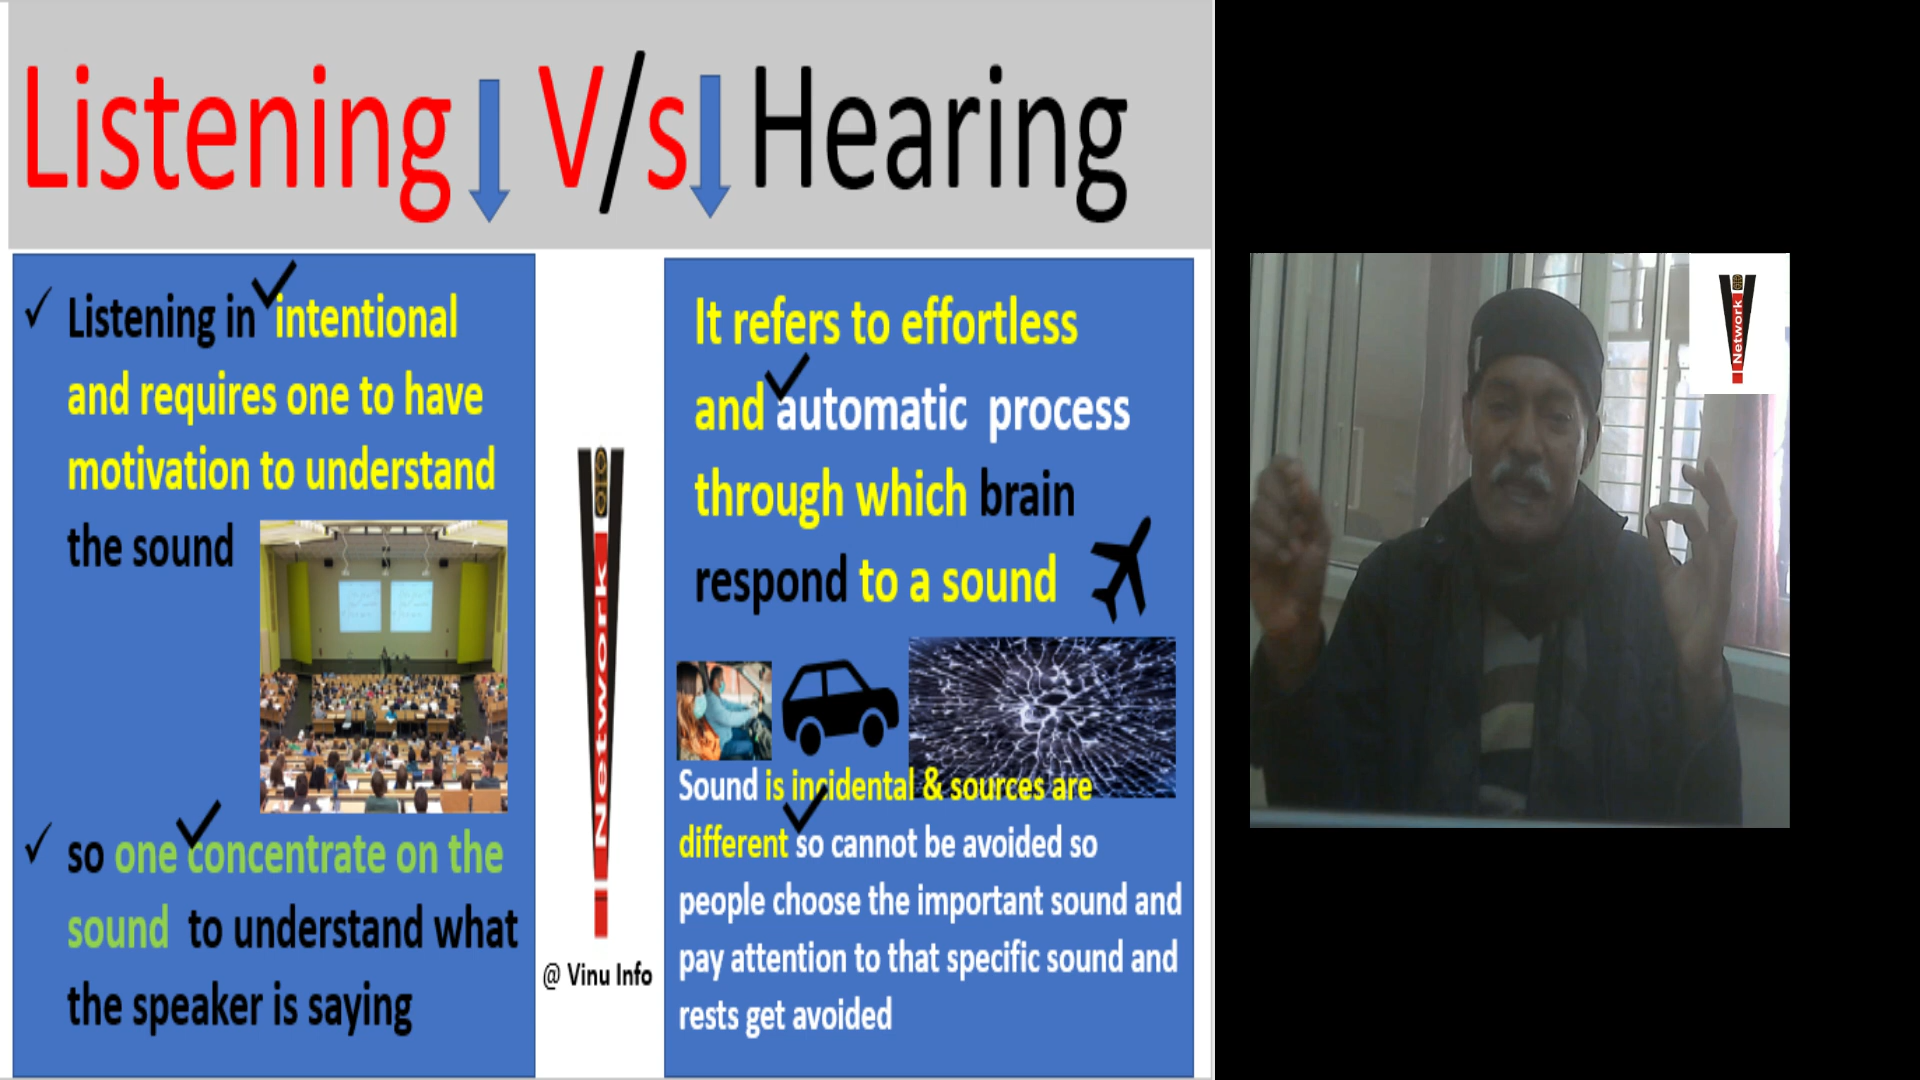 Listening V/s Hearing
Listening in intentional
and requires one to have
motivation to understand
the sound
so one concentrate on the
sound to understand what
the speaker is saying
Network
@ Vinu Info
It refers to effortless
and automatic process
through which brain
respond to a sound
Sound is incidental & sources are
different so cannot be avoided so
people choose the important sound and
pay attention to that specific sound and
rests get avoided
Network